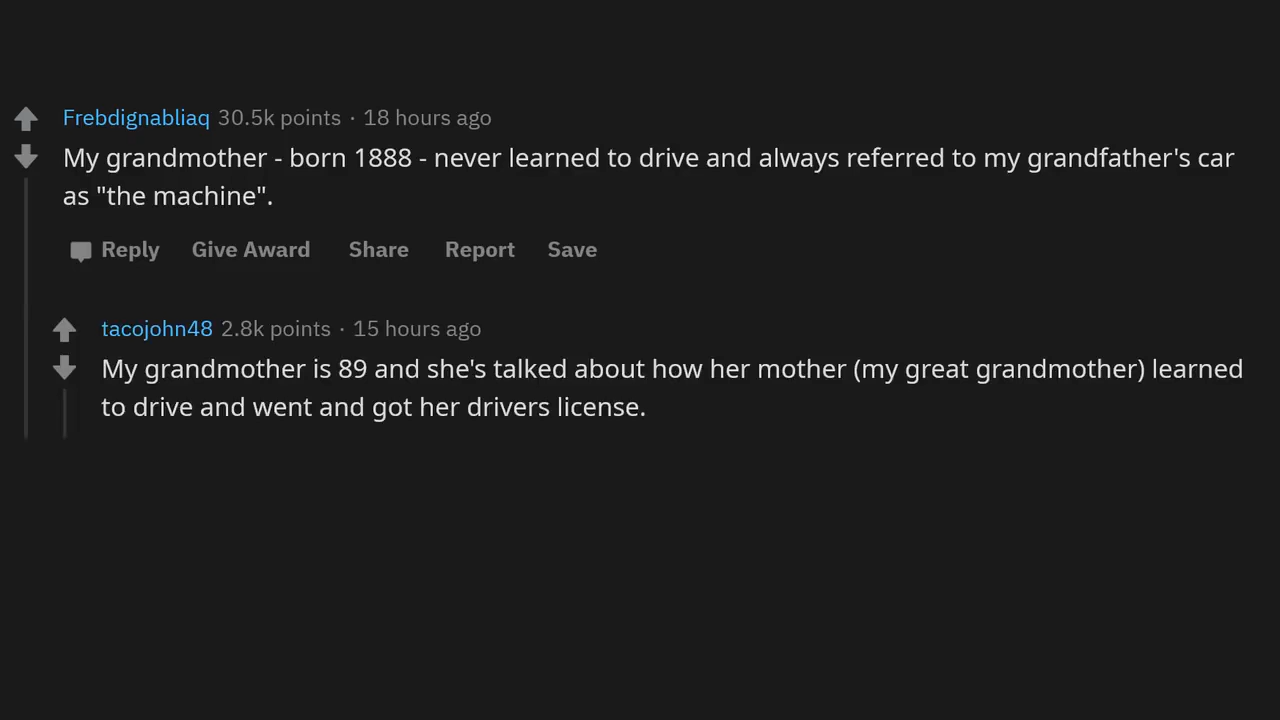 Frebdignabliaq 30.5k points · 18 hours ago
My grandmother - born 1888 - never learned to drive and always referred to my grandfather's car
as "the machine".
Reply Give Award Share Report Save
tacojohn48 2.8k points · 15 hours ago
My grandmother is 89 and she's talked about how her mother (my great grandmother) learned
to drive and went and got her drivers license.